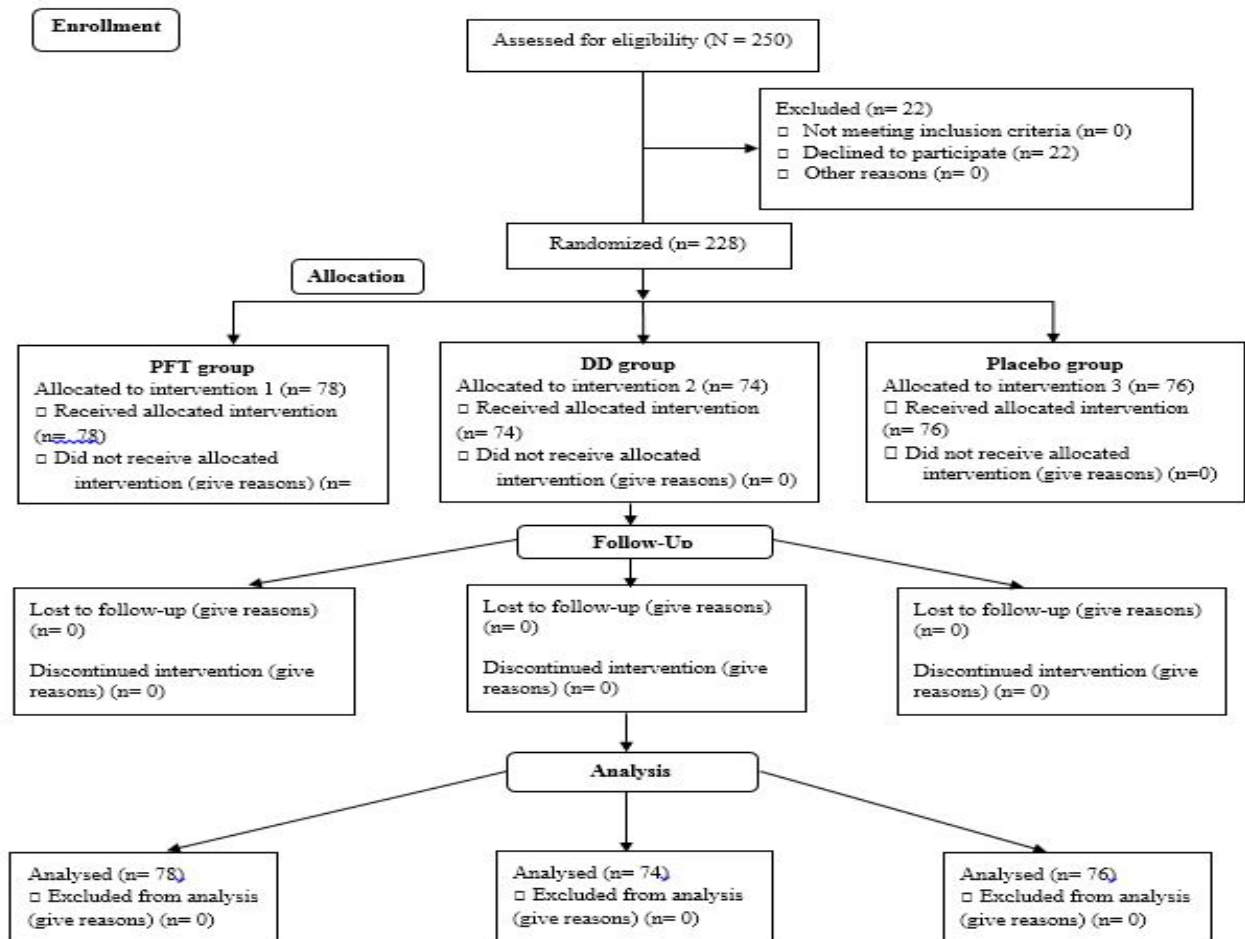 Enrollment
Assessed for eligibility (N = 250)
Excluded (n= 22)
□ Not meeting inclusion criteria (n= 0)
□ Declined to participate (n= 22)
□ Other reasons (n= 0)
Randomized (n= 228)
Allocation
PFT group
Allocated to intervention 1 (n= 78)
□ Received allocated intervention
(n= 78)
□ Did not receive allocated
intervention (give reasons) (n=
DD group
Allocated to intervention 2 (n= 74)
□ Received allocated intervention
(n= 74)
□ Did not receive allocated
intervention (give reasons) (n= 0)
Placebo group
Allocated to intervention 3 (n= 76)
□ Received allocated intervention
(n= 76)
□ Did not receive allocated
intervention (give reasons) (n=0)
Follow-Up
Lost to follow-up (give reasons)
(n= 0)
Discontinued intervention (give
reasons) (n= 0)
Lost to follow-up (give reasons)
(n= 0)
Discontinued intervention (give
reasons) (n= 0)
Lost to follow-up (give reasons)
(n= 0)
Discontinued intervention (give
reasons) (n= 0)
Analysis
Analysed (n= 78)
□ Excluded from analysis
(give reasons) (n= 0)
Analysed (n= 74)
□ Excluded from analysis
(give reasons) (n= 0)
Analysed (n= 76)
□ Excluded from analysis
(give reasons) (n= 0)